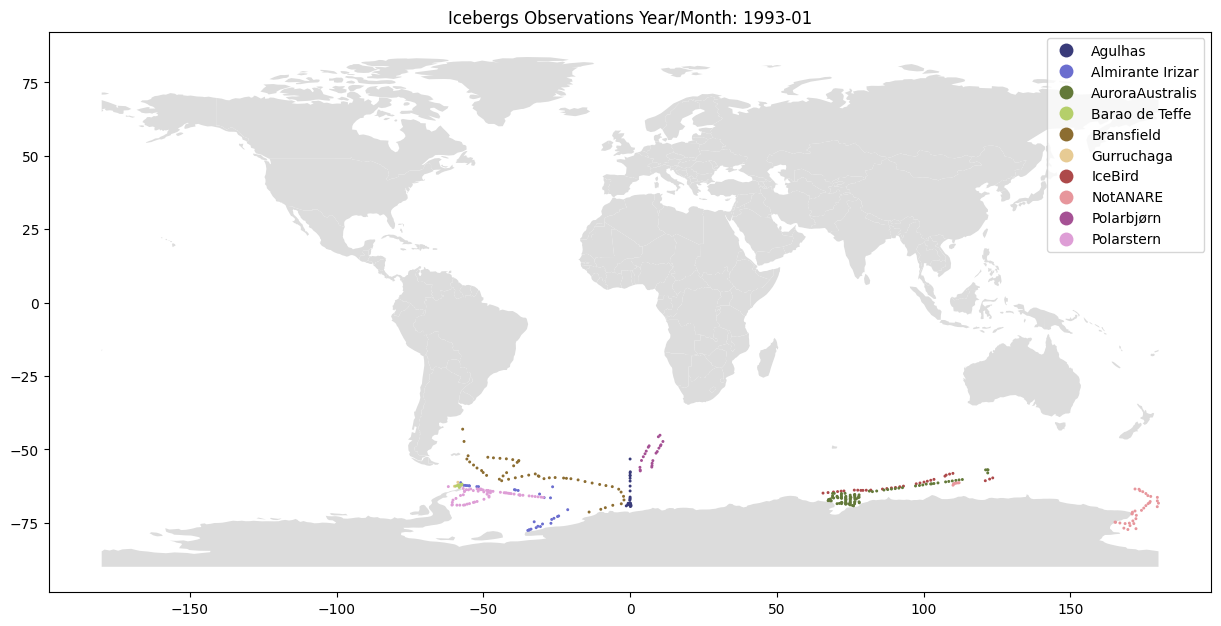 Icebergs Observations Year/Month: 1993-01
Agulhas
Almirante Irizar
AuroraAustralis
Barao de Teffe
Bransfield
Gurruchaga
IceBird
NotANARE
Polarbjørn
Polarstern
75
50
25
0
−25
−50
−75
−150 −100 −50 0 50 100 150